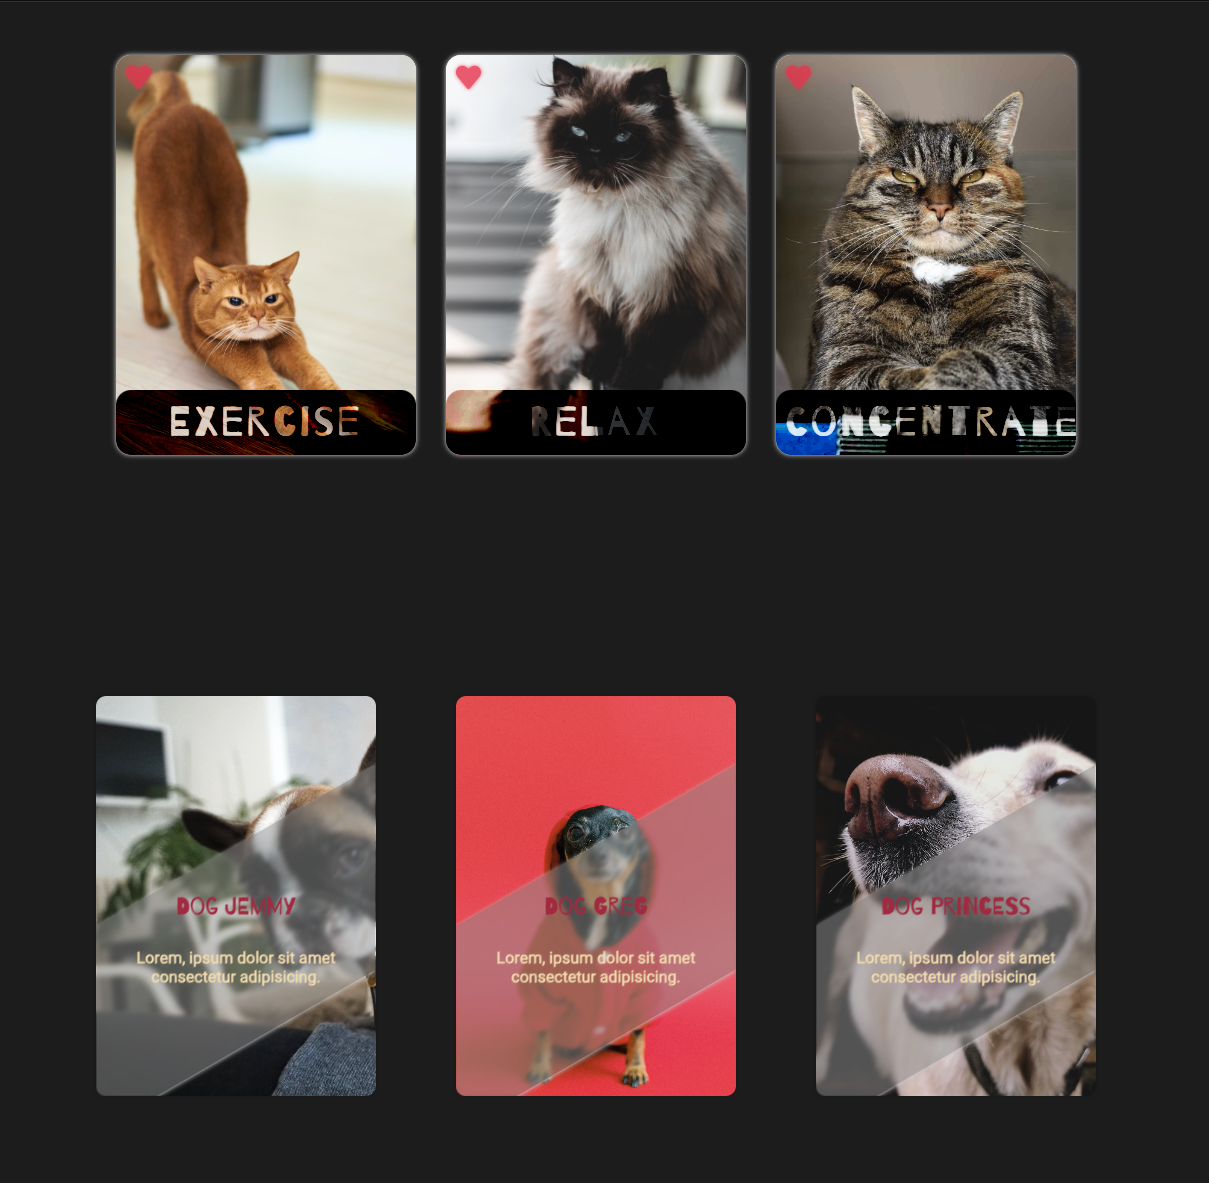 EXERCISE
RELAX
CONCENTRATE
DOG JEMMY
Lorem, ipsum dolor sit amet
consectetur adipisicing.
DOG GREG
Lorem, ipsum dolor sit amet
consectetur adipisicing.
DOG PRINCESS
Lorem, ipsum dolor sit amet
consectetur adipisicing.